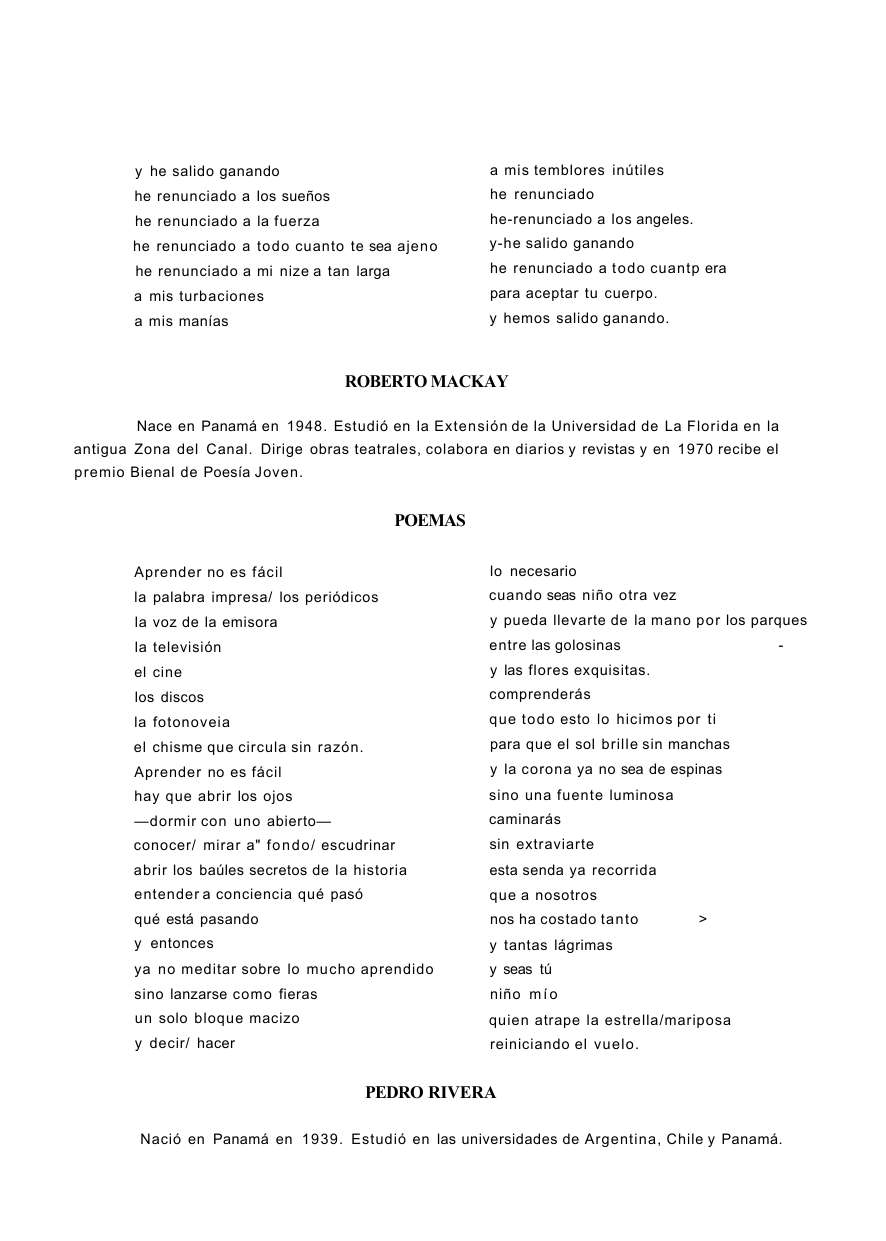 y he salido ganando
he renunciado a los sueños
he renunciado a la fuerza
he renunciado a todo cuanto te sea ajeno
he renunciado a mi nize a tan larga
a mis turbaciones
a mis manías
a mis temblores inútiles
he renunciado
he-renunciado a los angeles.
y-he salido ganando
he renunciado a todo cuantp era
para aceptar tu cuerpo.
y hemos salido ganando.
ROBERTO MACKAY
Nace en Panamá en 1948. Estudió en la Extensión de la Universidad de La Florida en la
antigua Zona del Canal. Dirige obras teatrales, colabora en diarios y revistas y en 1970 recibe el
premio Bienal de Poesía Joven.
POEMAS
Aprender no es fácil
la palabra impresa/ los periódicos
la voz de la emisora
la televisión
el cine
los discos
la fotonoveia
el chisme que circula sin razón.
Aprender no es fácil
hay que abrir los ojos
—dormir con uno abierto—
conocer/ mirar a" fondo/ escudrinar
abrir los baúles secretos de la historia
entender a conciencia qué pasó
qué está pasando
y entonces
ya no meditar sobre lo mucho aprendido
sino lanzarse como fieras
un solo bloque macizo
y decir/ hacer
lo necesario
cuando seas niño otra vez
y pueda llevarte de la mano por los parques
entre las golosinas -
y las flores exquisitas.
comprenderás
que todo esto lo hicimos por ti
para que el sol brille sin manchas
y la corona ya no sea de espinas
sino una fuente luminosa
caminarás
sin extraviarte
esta senda ya recorrida
que a nosotros
nos ha costado tanto >
y tantas lágrimas
y seas tú
niño mío
quien atrape la estrella/mariposa
reiniciando el vuelo.
PEDRO RIVERA
Nació en Panamá en 1939. Estudió en las universidades de Argentina, Chile y Panamá.